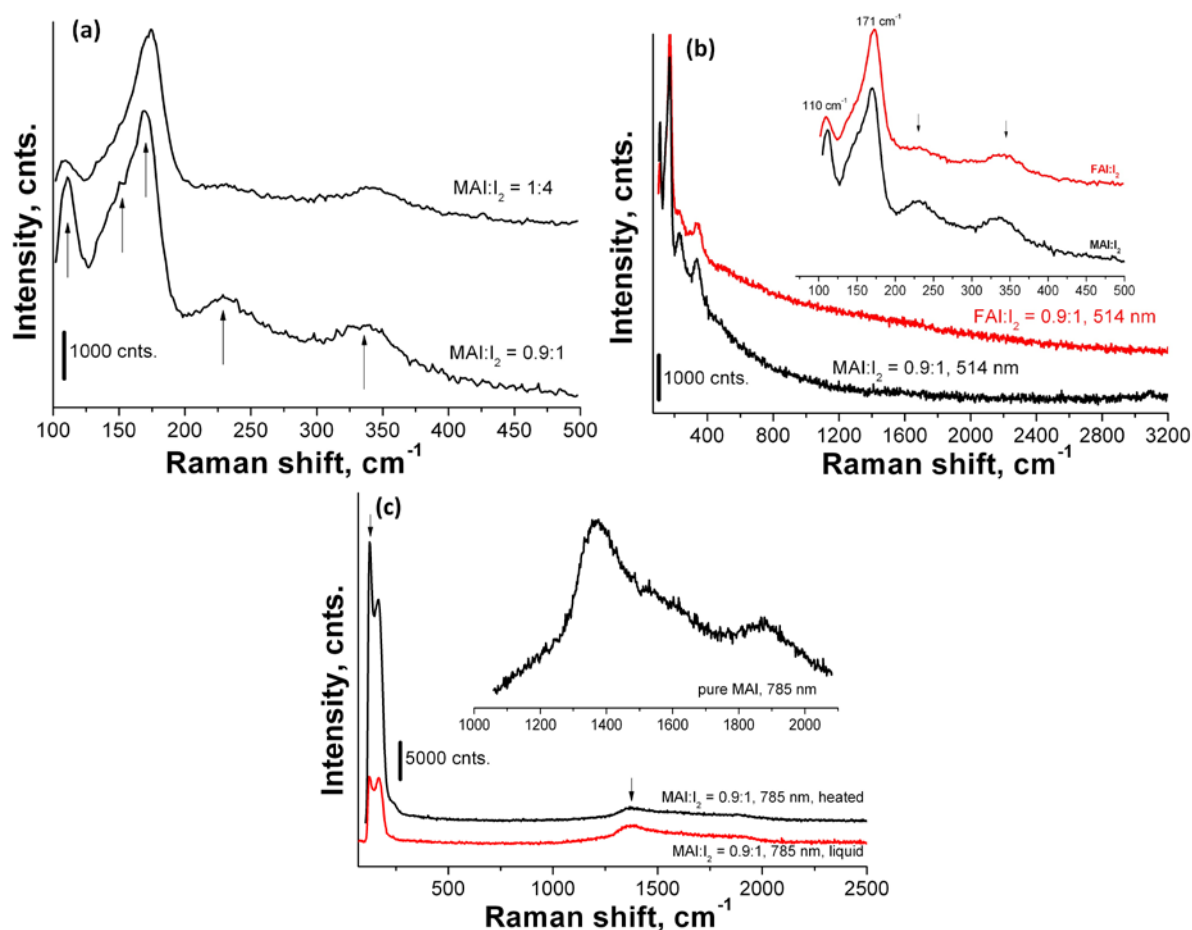 (a)
Intensity, cnts.
MAI:I₂ = 1:4
MAI:I₂ = 0.9:1
1000 cnts.
100 150 200 250 300 350 400 450 500
Raman shift, cm⁻¹
(b)
Intensity, cnts.
171 cm⁻¹
110 cm⁻¹
FAI:I₂
MAI:I₂
100 150 200 250 300 350 400 450 500
FAI:I₂ = 0.9:1, 514 nm
MAI:I₂ = 0.9:1, 514 nm
1000 cnts.
400 800 1200 1600 2000 2400 2800 3200
Raman shift, cm⁻¹
(c)
Intensity, cnts.
pure MAI, 785 nm
1000 1200 1400 1600 1800 2000
5000 cnts.
MAI:I₂ = 0.9:1, 785 nm, heated
MAI:I₂ = 0.9:1, 785 nm, liquid
500 1000 1500 2000 2500
Raman shift, cm⁻¹